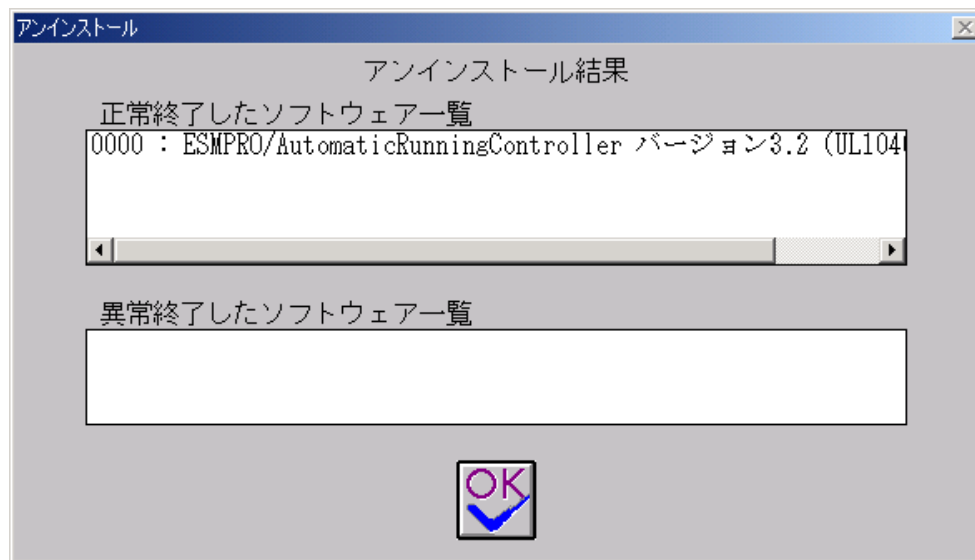 アンインストール
アンインストール結果
正常終了したソフトウェア一覧
0000 : ESMPRO/AutomaticRunningController バージョン3.2 (UL104
異常終了したソフトウェア一覧
OK